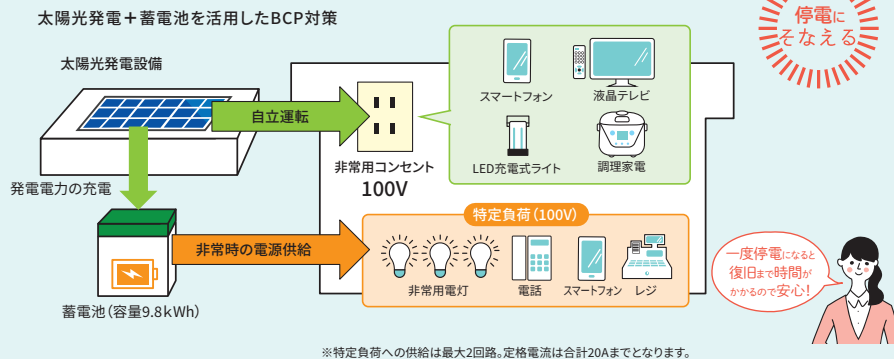 太陽光発電＋蓄電池を活用したBCP対策
停電に
そなえる
太陽光発電設備
自立運転
発電電力の充電
非常用コンセント
100V
スマートフォン
液晶テレビ
LED充電式ライト
調理家電
非常時の電源供給
特定負荷（100V）
非常用電灯
電話
スマートフォン
レジ
蓄電池（容量9.8kWh）
一度停電になると
復旧まで時間が
かかるので安心！
※特定負荷への供給は最大2回路。定格電流は合計20Aまでとなります。